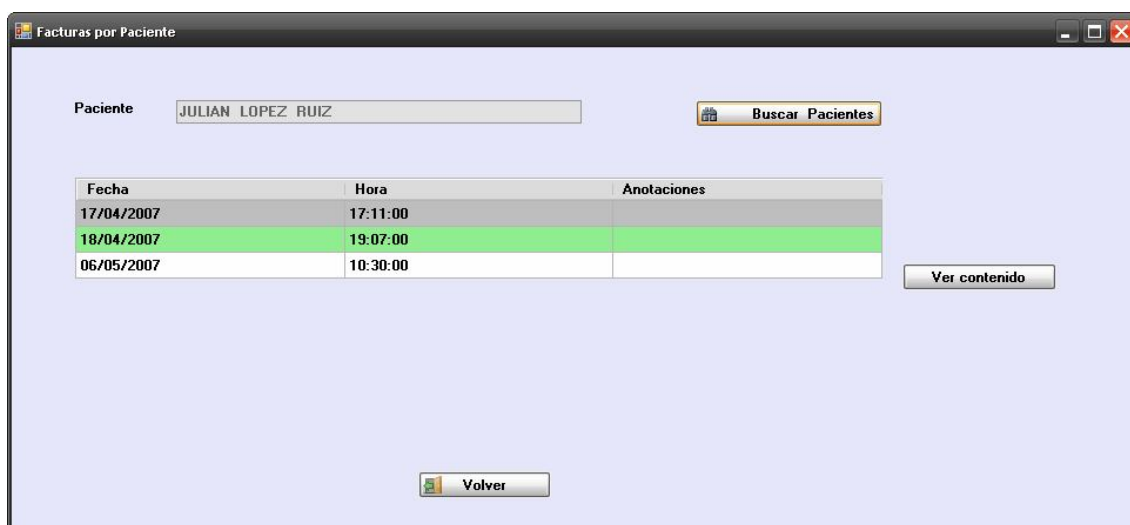 Facturas por Paciente
Paciente JULIAN LOPEZ RUIZ Buscar Pacientes
Fecha Hora Anotaciones
17/04/2007 17:11:00
18/04/2007 19:07:00
06/05/2007 10:30:00
Ver contenido
Volver